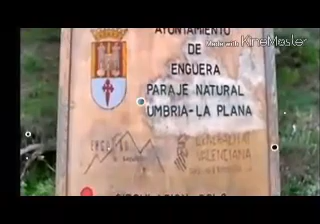 AYUNTAMIENTO
DE
Made with KineMaster
ENGUERA
PARAJE NATURAL
UMBRIA-LA PLANA
GENERALITAT
VALENCIANA